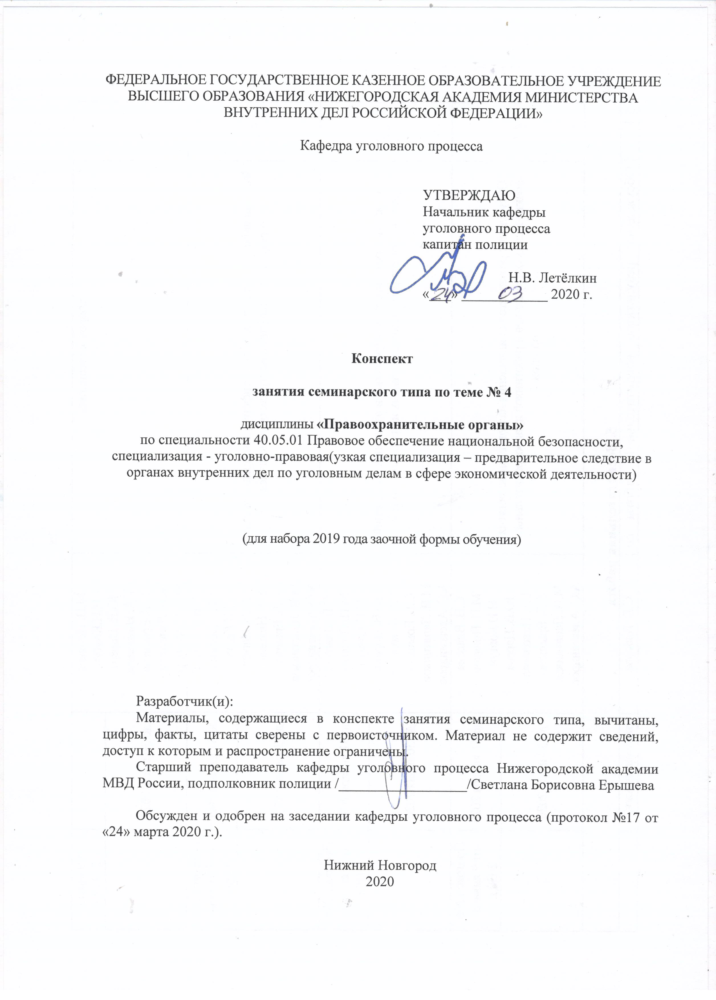 ФЕДЕРАЛЬНОЕ ГОСУДАРСТВЕННОЕ КАЗЕННОЕ ОБРАЗОВАТЕЛЬНОЕ УЧРЕЖДЕНИЕ
ВЫСШЕГО ОБРАЗОВАНИЯ «НИЖЕГОРОДСКАЯ АКАДЕМИЯ МИНИСТЕРСТВА
ВНУТРЕННИХ ДЕЛ РОССИЙСКОЙ ФЕДЕРАЦИИ»
Кафедра уголовного процесса
УТВЕРЖДАЮ
Начальник кафедры
уголовного процесса
капитан полиции
Н.В. Летёлкин
«24» 03 2020 г.
Конспект
занятия семинарского типа по теме № 4
дисциплины «Правоохранительные органы»
по специальности 40.05.01 Правовое обеспечение национальной безопасности,
специализация - уголовно-правовая(узкая специализация – предварительное следствие в
органах внутренних дел по уголовным делам в сфере экономической деятельности)
(для набора 2019 года заочной формы обучения)
Разработчик(и):
Материалы, содержащиеся в конспекте занятия семинарского типа, вычитаны,
цифры, факты, цитаты сверены с первоисточником. Материал не содержит сведений,
доступ к которым и распространение ограничены.
Старший преподаватель кафедры уголовного процесса Нижегородской академии
МВД России, подполковник полиции /____________________/Светлана Борисовна Ерышева
Обсужден и одобрен на заседании кафедры уголовного процесса (протокол №17 от
«24» марта 2020 г.).
Нижний Новгород
2020